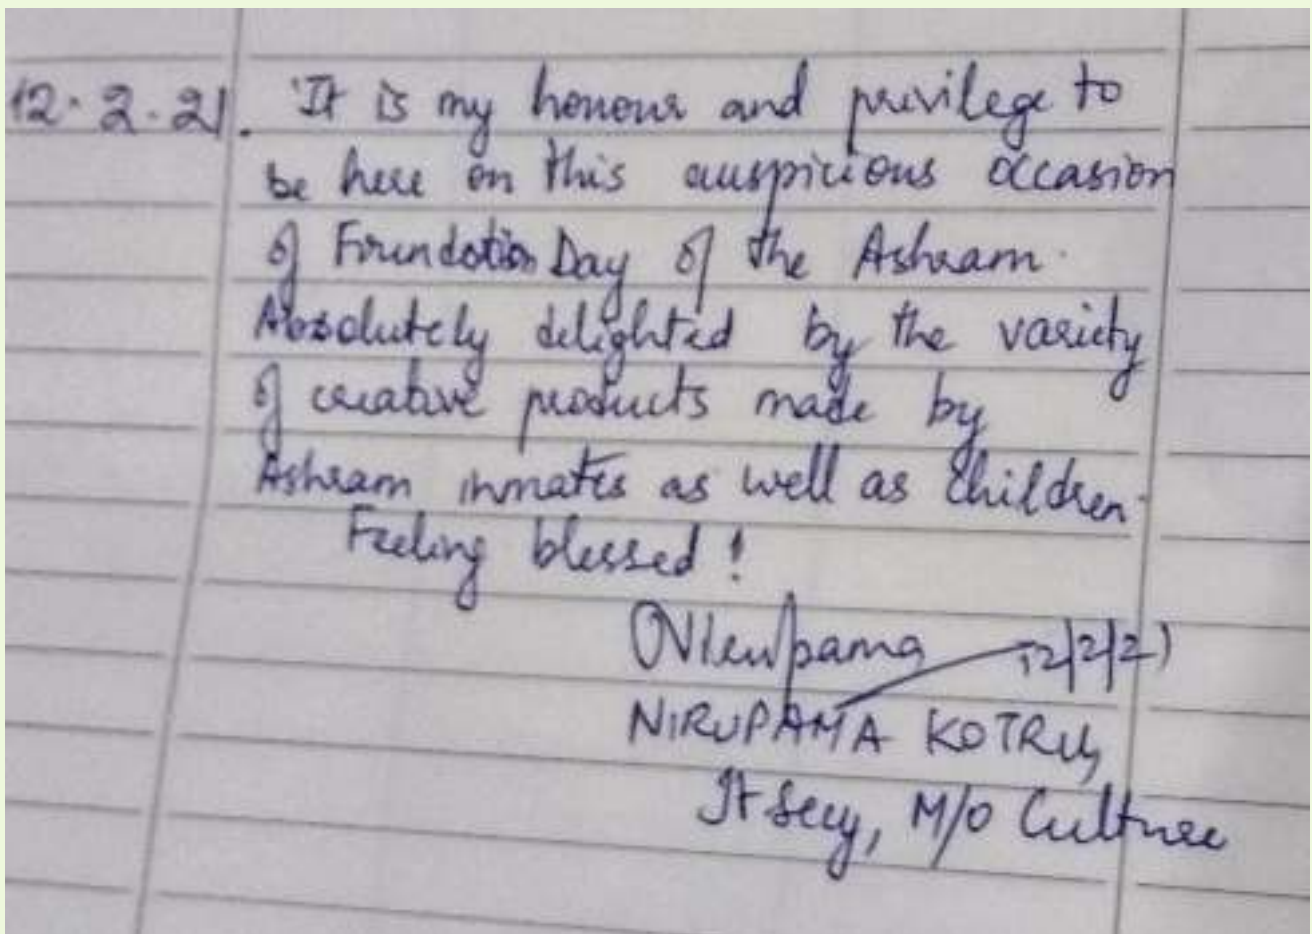 12.2.21. It is my honour and privilege to
be here on this auspicious occasion
of Foundation Day of the Ashram.
Absolutely delighted by the variety
of creative products made by
Ashram inmates as well as children.
Feeling blessed!
Nirupama 12/2/21
NIRUPAMA KOTRU,
Jt Secy, M/o Culture